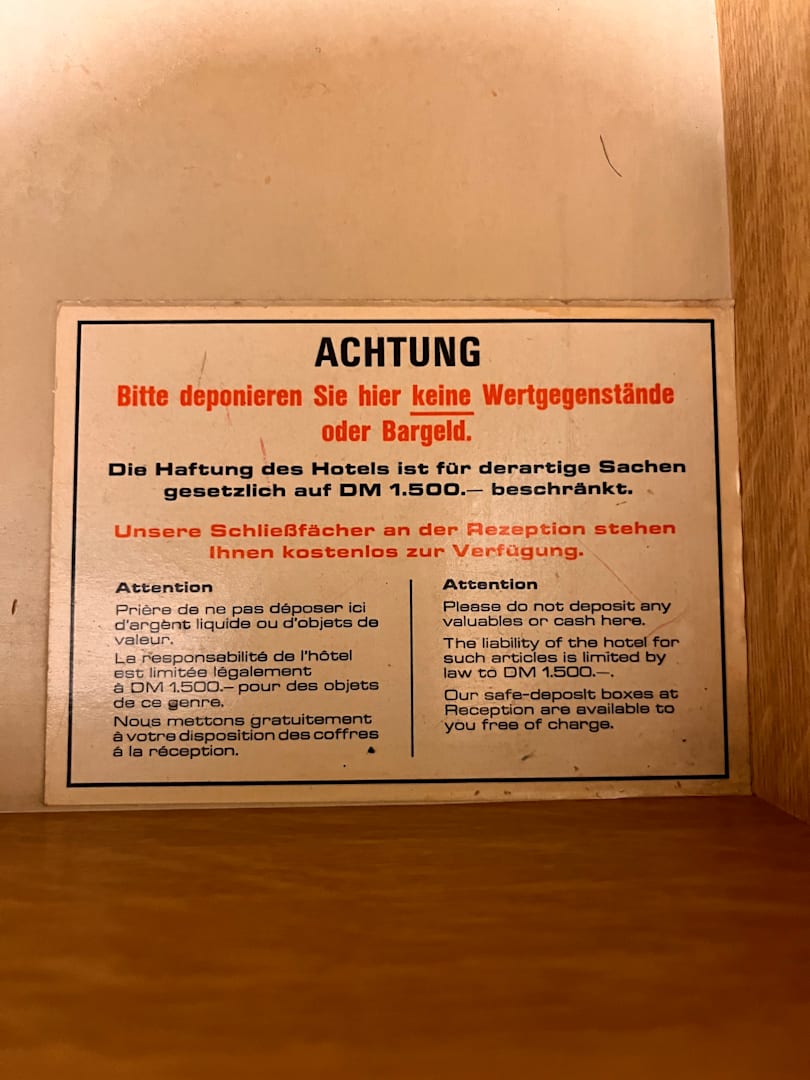 ACHTUNG
Bitte deponieren Sie hier keine Wertgegenstände
oder Bargeld.
Die Haftung des Hotels ist für derartige Sachen
gesetzlich auf DM 1.500.— beschränkt.
Unsere Schließfächer an der Rezeption stehen
Ihnen kostenlos zur Verfügung.
Attention
Prière de ne pas déposer ici
d'argent liquide ou d'objets de
valeur.
La responsabilité de l'hôtel
est limitée légalement
à DM 1.500.— pour des objets
de ce genre.
Nous mettons gratuitement
à votre disposition des coffres
á la réception.
Attention
Please do not deposit any
valuables or cash here.
The liability of the hotel for
such articles is limited by
law to DM 1.500.—.
Our safe-deposit boxes at
Reception are available to
you free of charge.